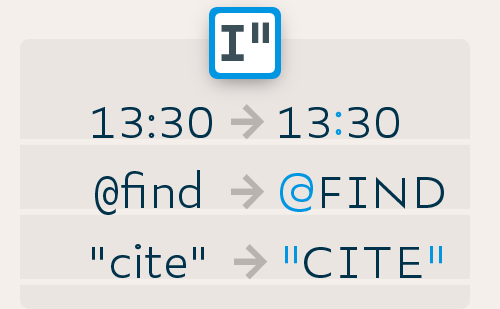 I"
13:30 → 13:30
@find → @FIND
"cite" → "CITE"